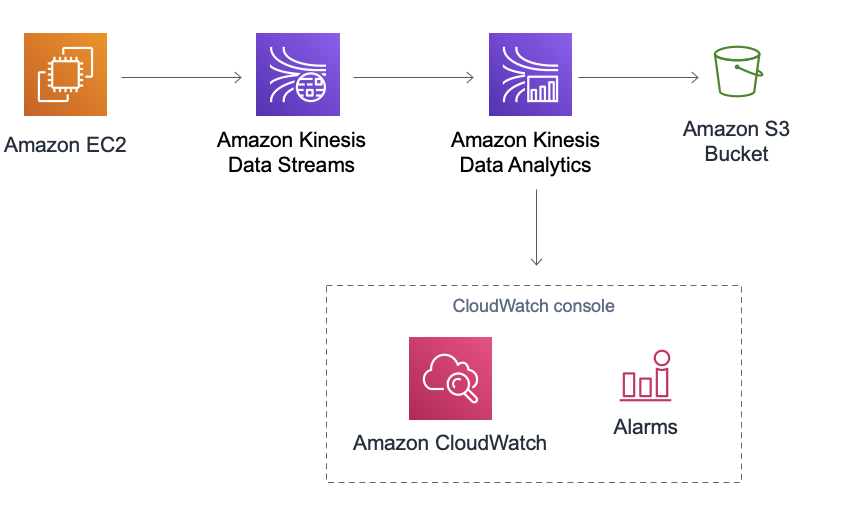 Amazon EC2
Amazon Kinesis
Data Streams
Amazon Kinesis
Data Analytics
Amazon S3
Bucket
CloudWatch console
Amazon CloudWatch
Alarms